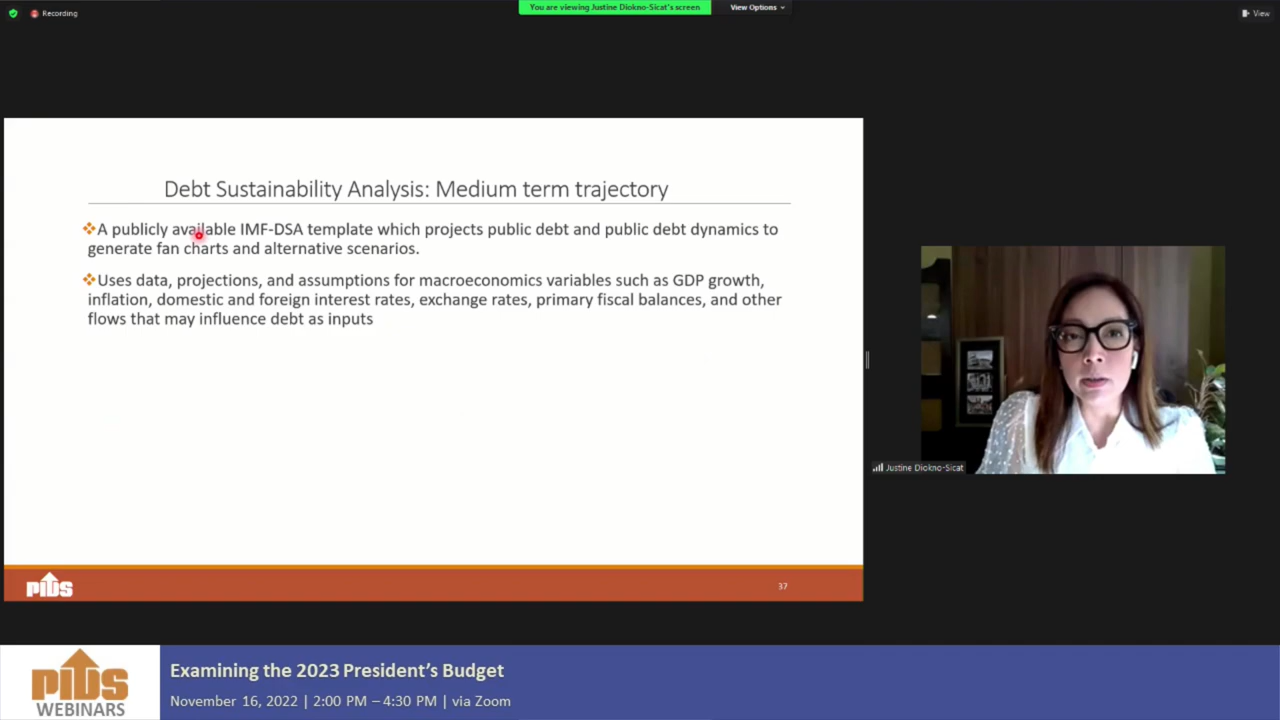 Recording
You are viewing Justine Diokno-Sicat's screen
View Options
View
Debt Sustainability Analysis: Medium term trajectory
❖A publicly available IMF-DSA template which projects public debt and public debt dynamics to
generate fan charts and alternative scenarios.
❖Uses data, projections, and assumptions for macroeconomics variables such as GDP growth,
inflation, domestic and foreign interest rates, exchange rates, primary fiscal balances, and other
flows that may influence debt as inputs
Justine Diokno-Sicat
pids
37
pids
WEBINARS
Examining the 2023 President’s Budget
November 16, 2022 | 2:00 PM – 4:30 PM | via Zoom